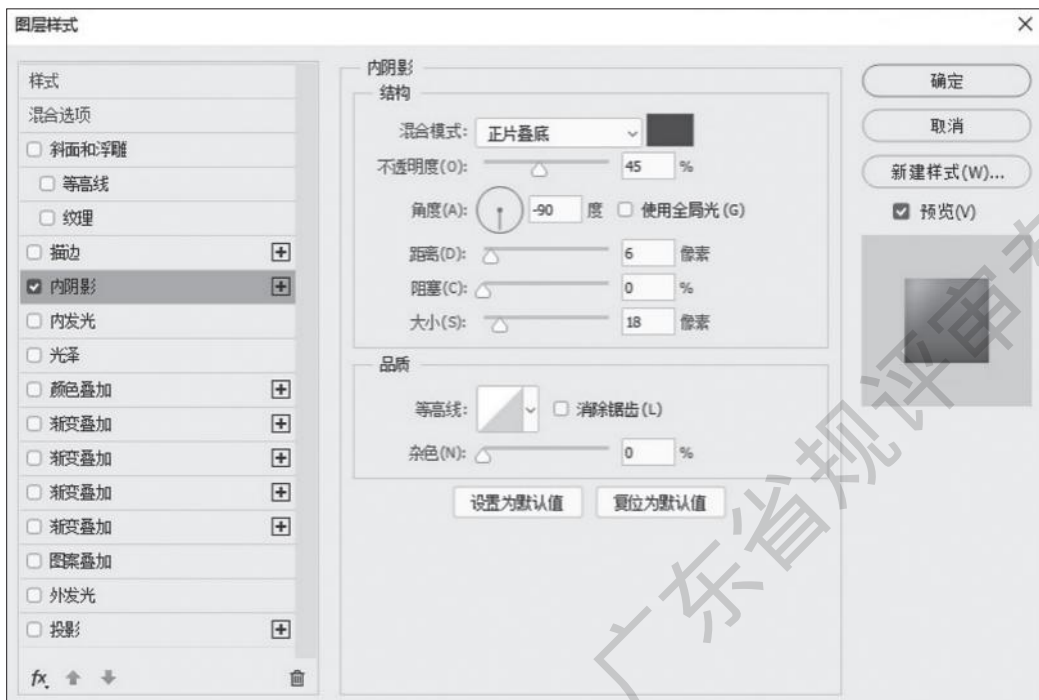 图层样式
样式
混合选项
斜面和浮雕
等高线
纹理
描边
内阴影
内发光
光泽
颜色叠加
渐变叠加
渐变叠加
渐变叠加
渐变叠加
图案叠加
外发光
投影
fx
内阴影
结构
混合模式: 正片叠底
不透明度(O): 45 %
角度(A): -90 度 使用全局光(G)
距离(D): 6 像素
阻塞(C): 0 %
大小(S): 18 像素
品质
等高线: 消除锯齿(L)
杂色(N): 0 %
设置为默认值 复位为默认值
确定
取消
新建样式(W)...
预览(V)
广东省规评审专